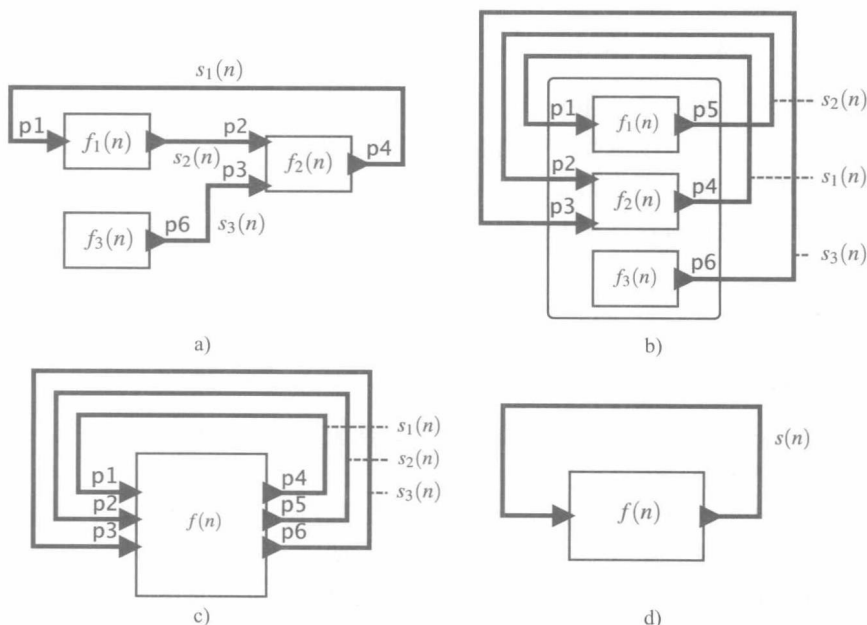 s₁(n)
p1
f₁(n)
p2
s₂(n)
p3
f₂(n)
p4
f₃(n)
p6
s₃(n)
a)
p1
f₁(n)
p5
s₂(n)
p2
p3
f₂(n)
p4
s₁(n)
f₃(n)
p6
s₃(n)
b)
s₁(n)
s₂(n)
s₃(n)
p1
p2
p3
f(n)
p4
p5
p6
c)
s(n)
f(n)
d)